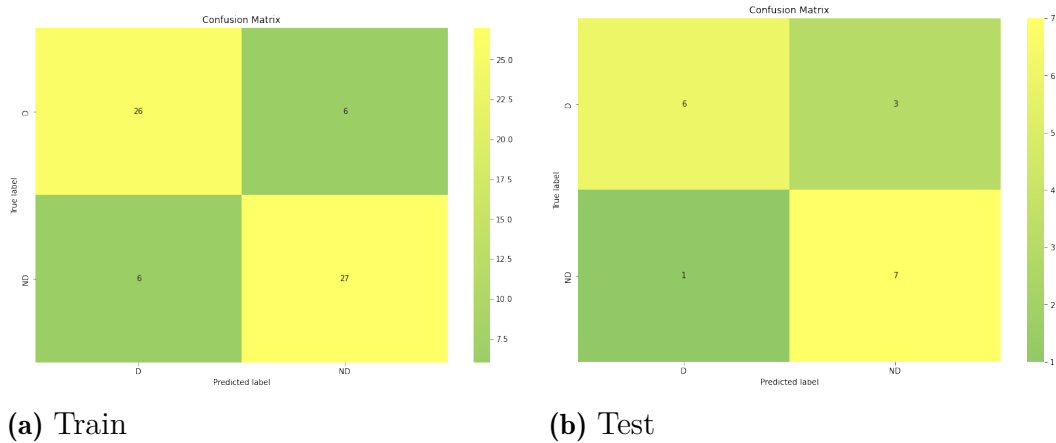 Confusion Matrix
D
26
6
25.0
22.5
20.0
17.5
15.0
12.5
10.0
7.5
True label
ND
6
27
D
ND
Predicted label
(a) Train
Confusion Matrix
D
6
3
7
6
5
4
3
2
1
True label
ND
1
7
D
ND
Predicted label
(b) Test